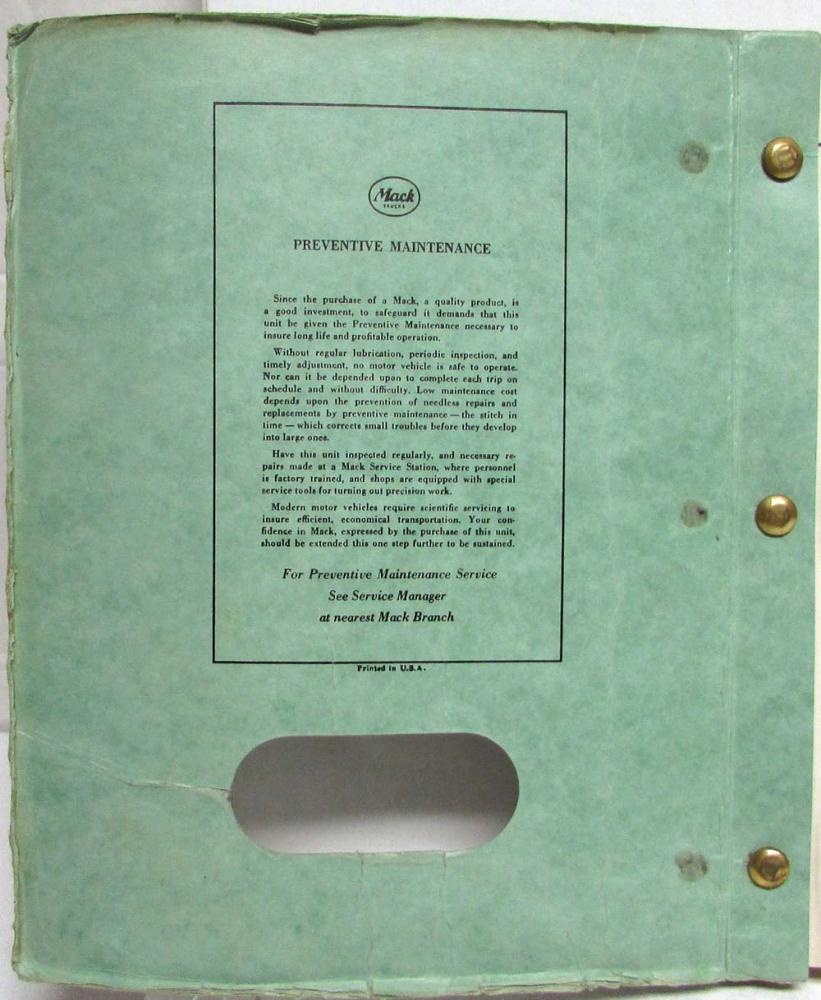 Mack
TRUCKS
PREVENTIVE MAINTENANCE
Since the purchase of a Mack, a quality product, is
a good investment, to safeguard it demands that this
unit be given the Preventive Maintenance necessary to
insure long life and profitable operation.
Without regular lubrication, periodic inspection, and
timely adjustment, no motor vehicle is safe to operate.
Nor can it be depended upon to complete each trip on
schedule and without difficulty. Low maintenance cost
depends upon the prevention of needless repairs and
replacements by preventive maintenance — the stitch in
time — which corrects small troubles before they develop
into large ones.
Have this unit inspected regularly, and necessary re-
pairs made at a Mack Service Station, where personnel
is factory trained, and shops are equipped with special
service tools for turning out precision work.
Modern motor vehicles require scientific servicing to
insure efficient, economical transportation. Your con-
fidence in Mack, expressed by the purchase of this unit,
should be extended this one step further to be sustained.
For Preventive Maintenance Service
See Service Manager
at nearest Mack Branch
Printed in U.S.A.